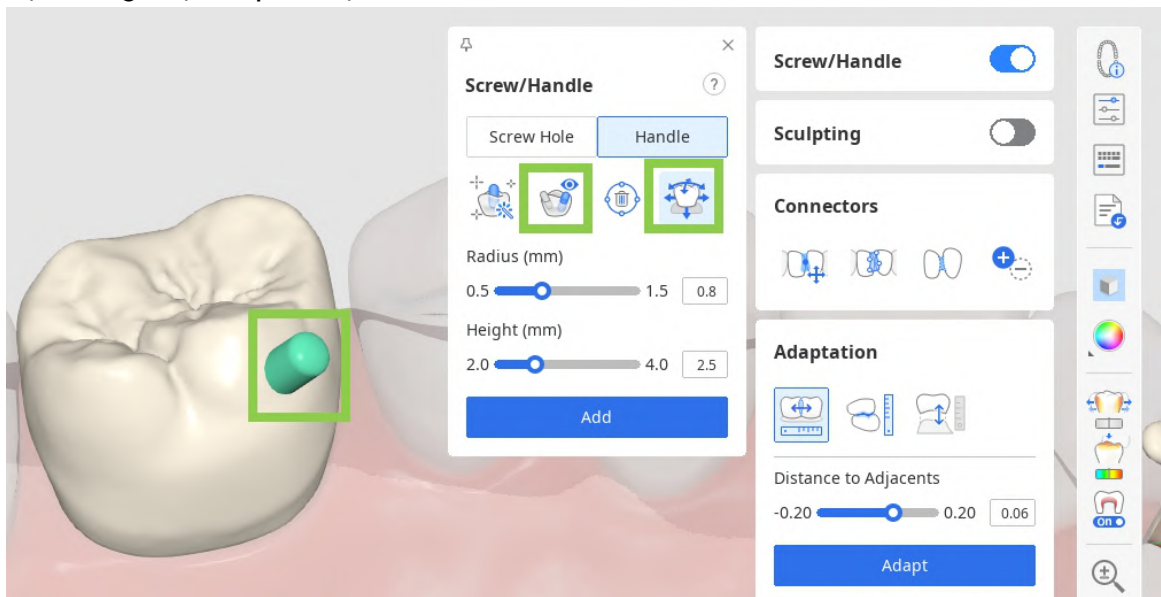 Screw/Handle
?
Screw Hole
Handle
Radius (mm)
0.5
1.5
0.8
Height (mm)
2.0
4.0
2.5
Add
Screw/Handle
Sculpting
Connectors
Adaptation
Distance to Adjacents
-0.20
0.20
0.06
Adapt
On